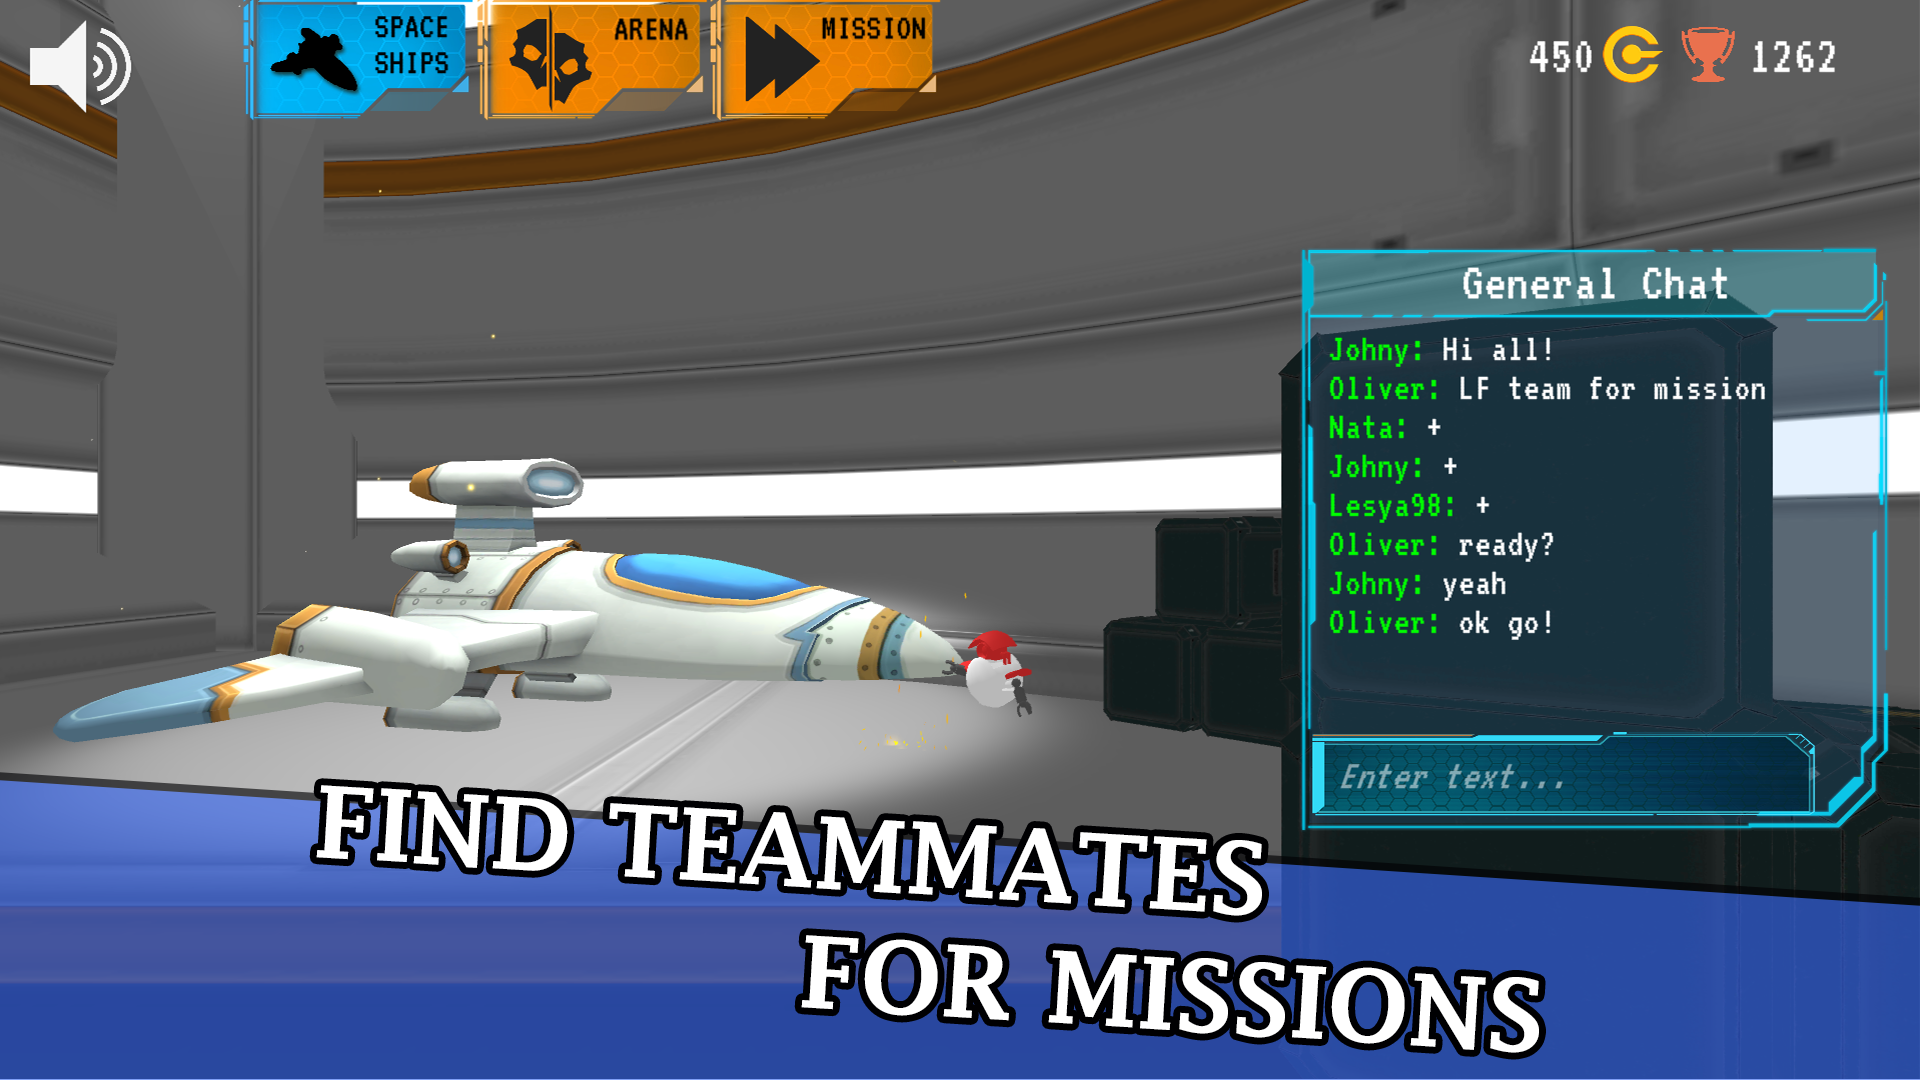 SPACE
SHIPS
ARENA
MISSION
450
1262
General Chat
Johny: Hi all!
Oliver: LF team for mission
Nata: +
Johny: +
Lesya98: +
Oliver: ready?
Johny: yeah
Oliver: ok go!
Enter text...
FIND TEAMMATES
FOR MISSIONS